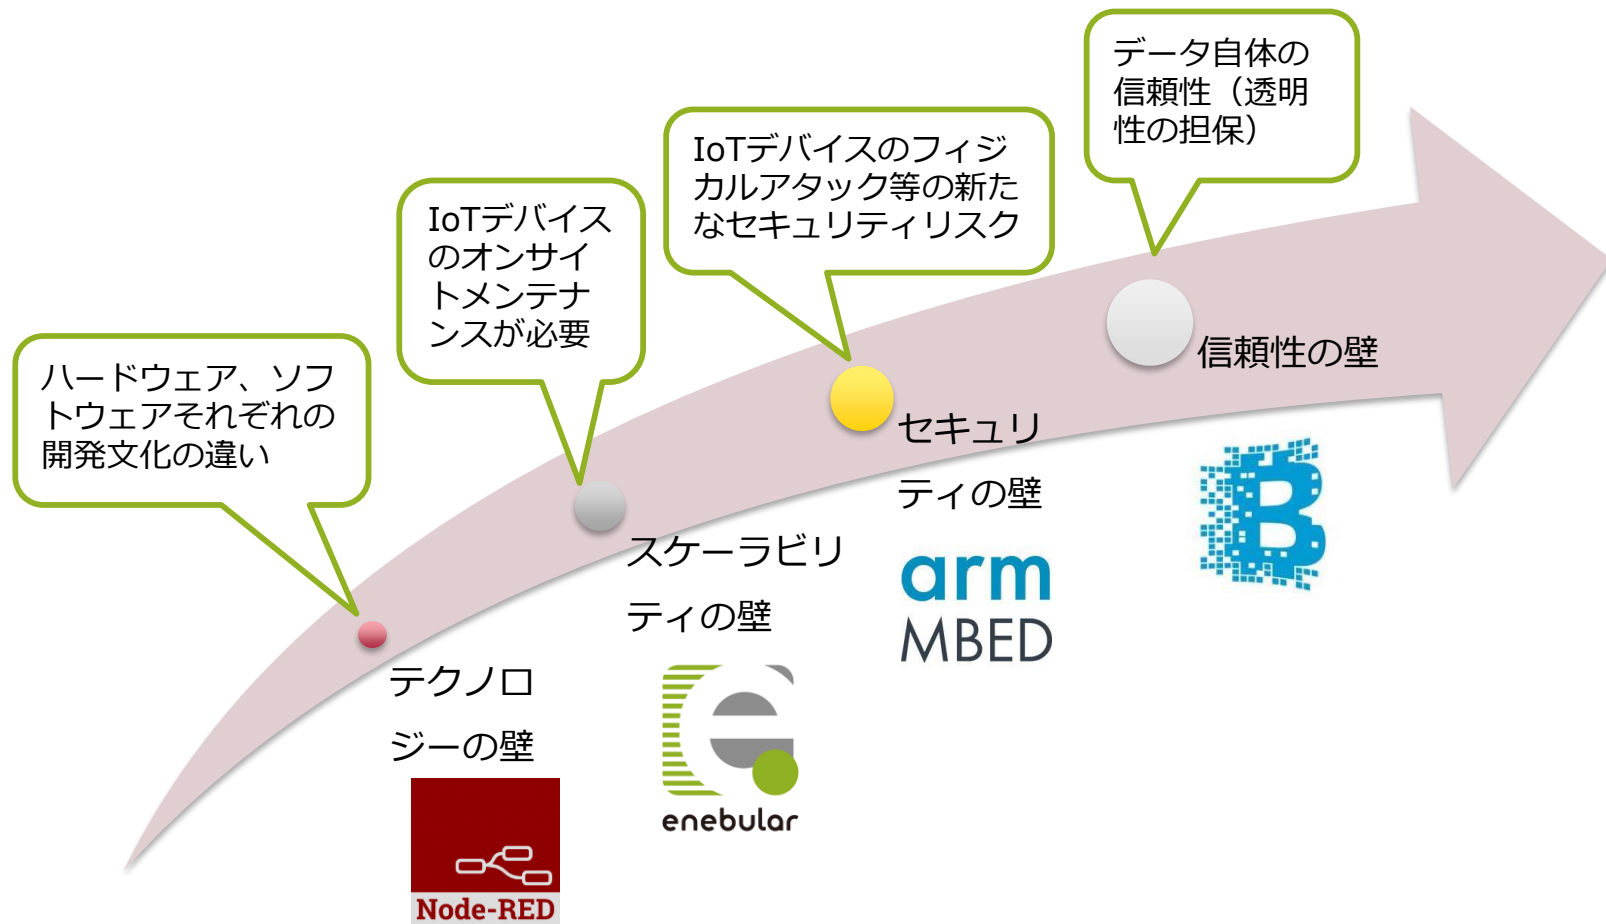 データ自体の
信頼性（透明
性の担保）
IoTデバイスのフィジ
カルアタック等の新た
なセキュリティリスク
IoTデバイス
のオンサイ
トメンテナ
ンスが必要
ハードウェア、ソフ
トウェアそれぞれの
開発文化の違い
信頼性の壁
セキュリ
ティの壁
arm
MBED
スケーラビリ
ティの壁
enebular
テクノロ
ジーの壁
Node-RED